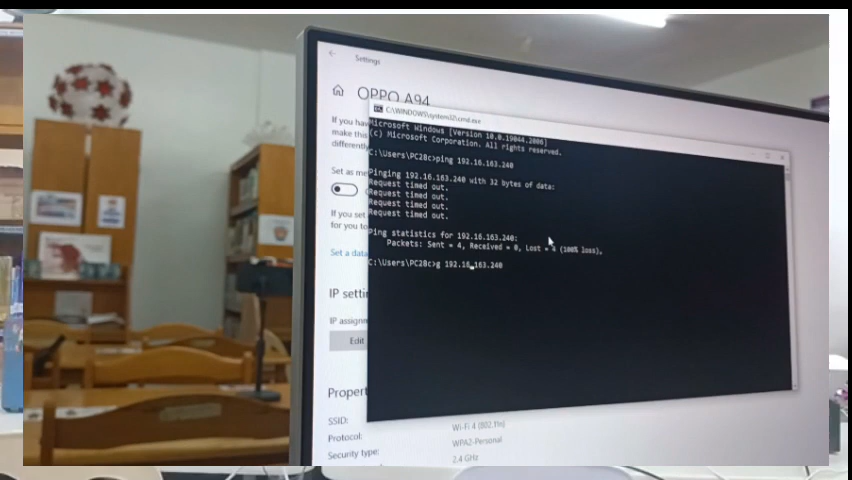 Settings
OPPO A94
If you hav
make this
differently
Set as me
If you set
for you to
Set a data
IP setti
IP assign
Edit
Propert
SSID:
Protocol: Wi-Fi 4 (802.11n)
Security type: WPA2-Personal
2.4 GHz
C:\WINDOWS\system32\cmd.exe
Microsoft Windows [Version 10.0.19044.2006]
(c) Microsoft Corporation. All rights reserved.
C:\Users\PC28c>ping 192.16.163.240
Pinging 192.16.163.240 with 32 bytes of data:
Request timed out.
Request timed out.
Request timed out.
Request timed out.
Ping statistics for 192.16.163.240:
Packets: Sent = 4, Received = 0, Lost = 4 (100% loss),
C:\Users\PC28c>g 192.16.163.240